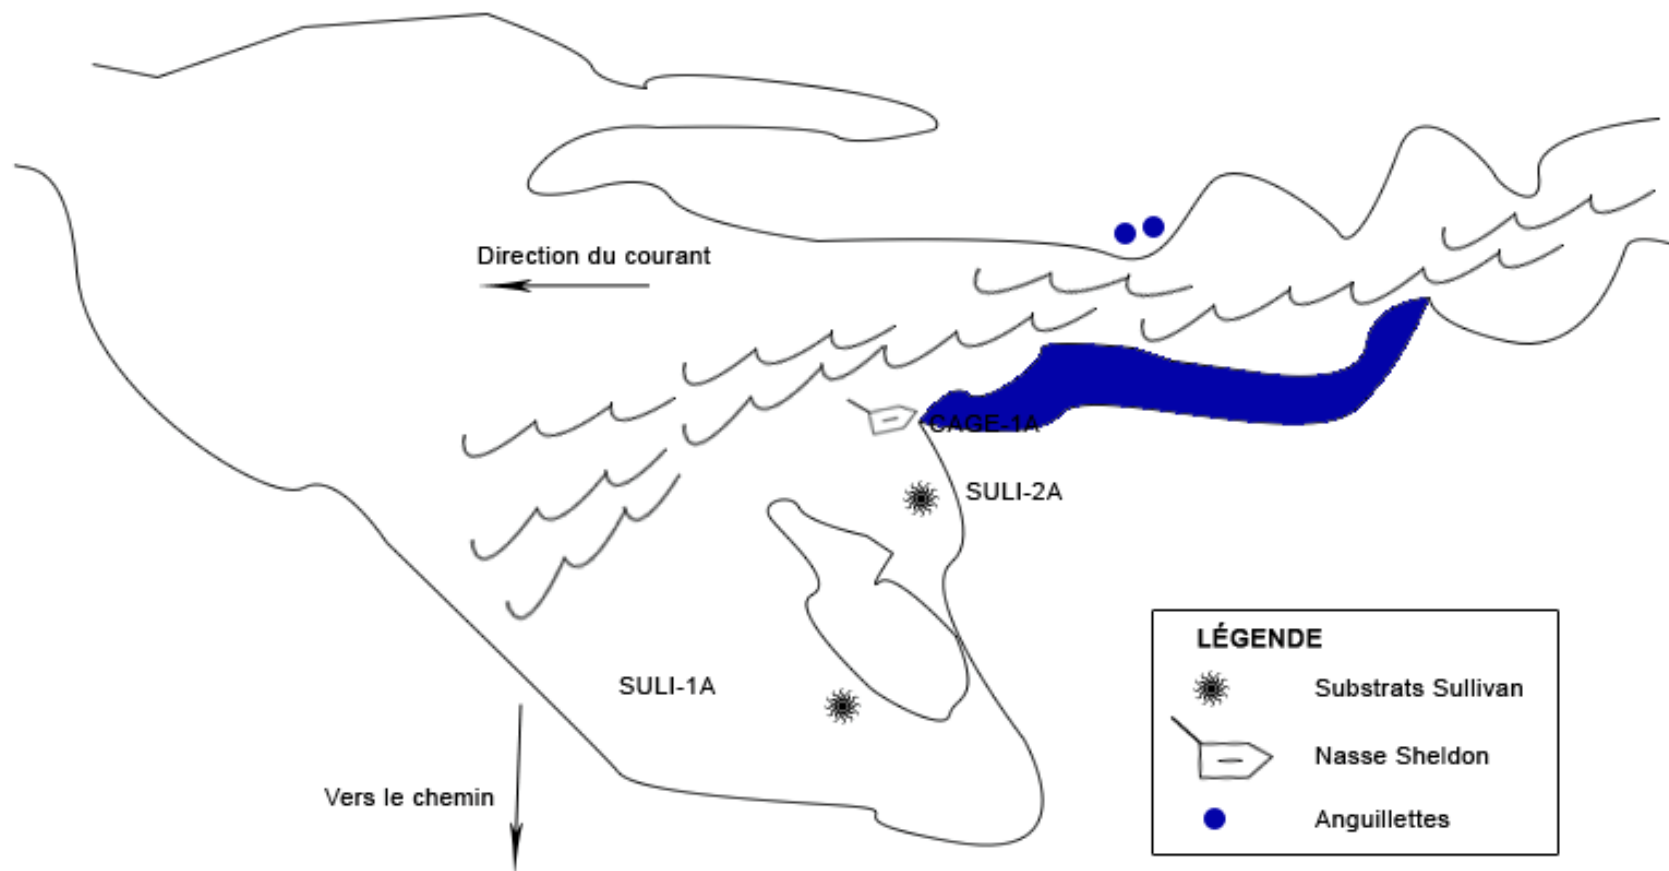 Direction du courant
CAGE-1A
SULI-2A
SULI-1A
Vers le chemin
LÉGENDE
Substrats Sullivan
Nasse Sheldon
Anguillettes